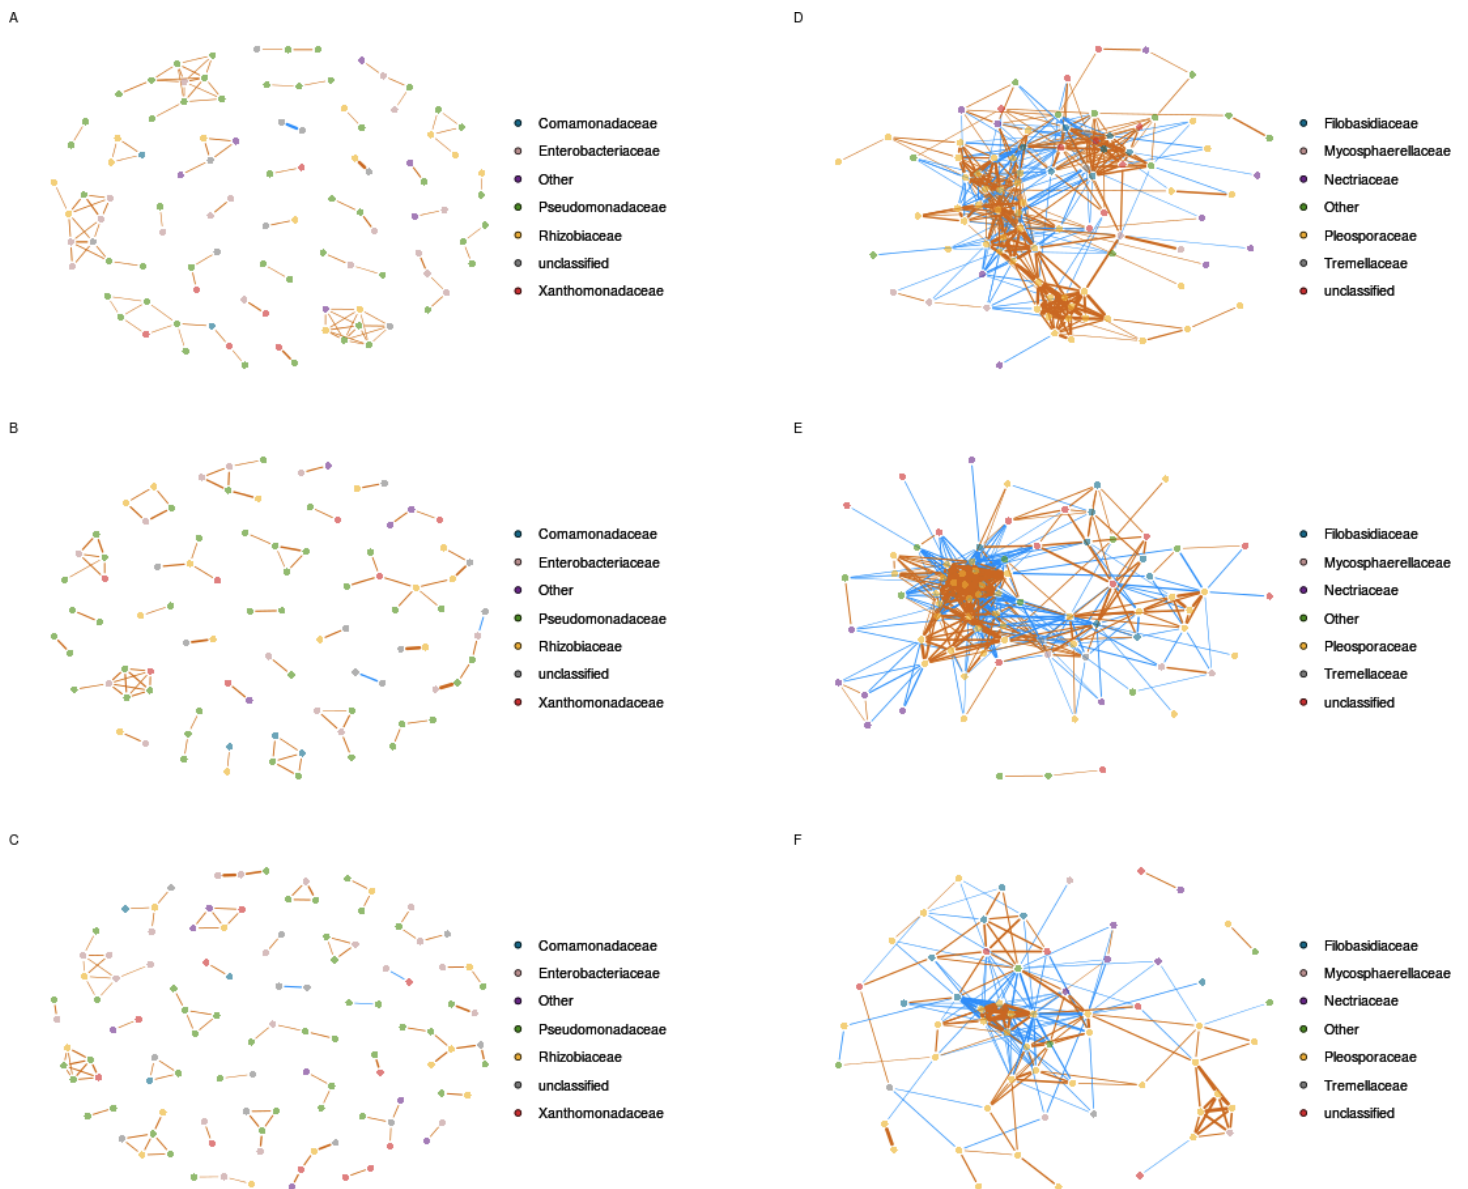 A
Comamonadaceae
Enterobacteriaceae
Other
Pseudomonadaceae
Rhizobiaceae
unclassified
Xanthomonadaceae
D
Filobasidiaceae
Mycosphaerellaceae
Nectriaceae
Other
Pleosporaceae
Tremellaceae
unclassified
B
Comamonadaceae
Enterobacteriaceae
Other
Pseudomonadaceae
Rhizobiaceae
unclassified
Xanthomonadaceae
E
Filobasidiaceae
Mycosphaerellaceae
Nectriaceae
Other
Pleosporaceae
Tremellaceae
unclassified
C
Comamonadaceae
Enterobacteriaceae
Other
Pseudomonadaceae
Rhizobiaceae
unclassified
Xanthomonadaceae
F
Filobasidiaceae
Mycosphaerellaceae
Nectriaceae
Other
Pleosporaceae
Tremellaceae
unclassified